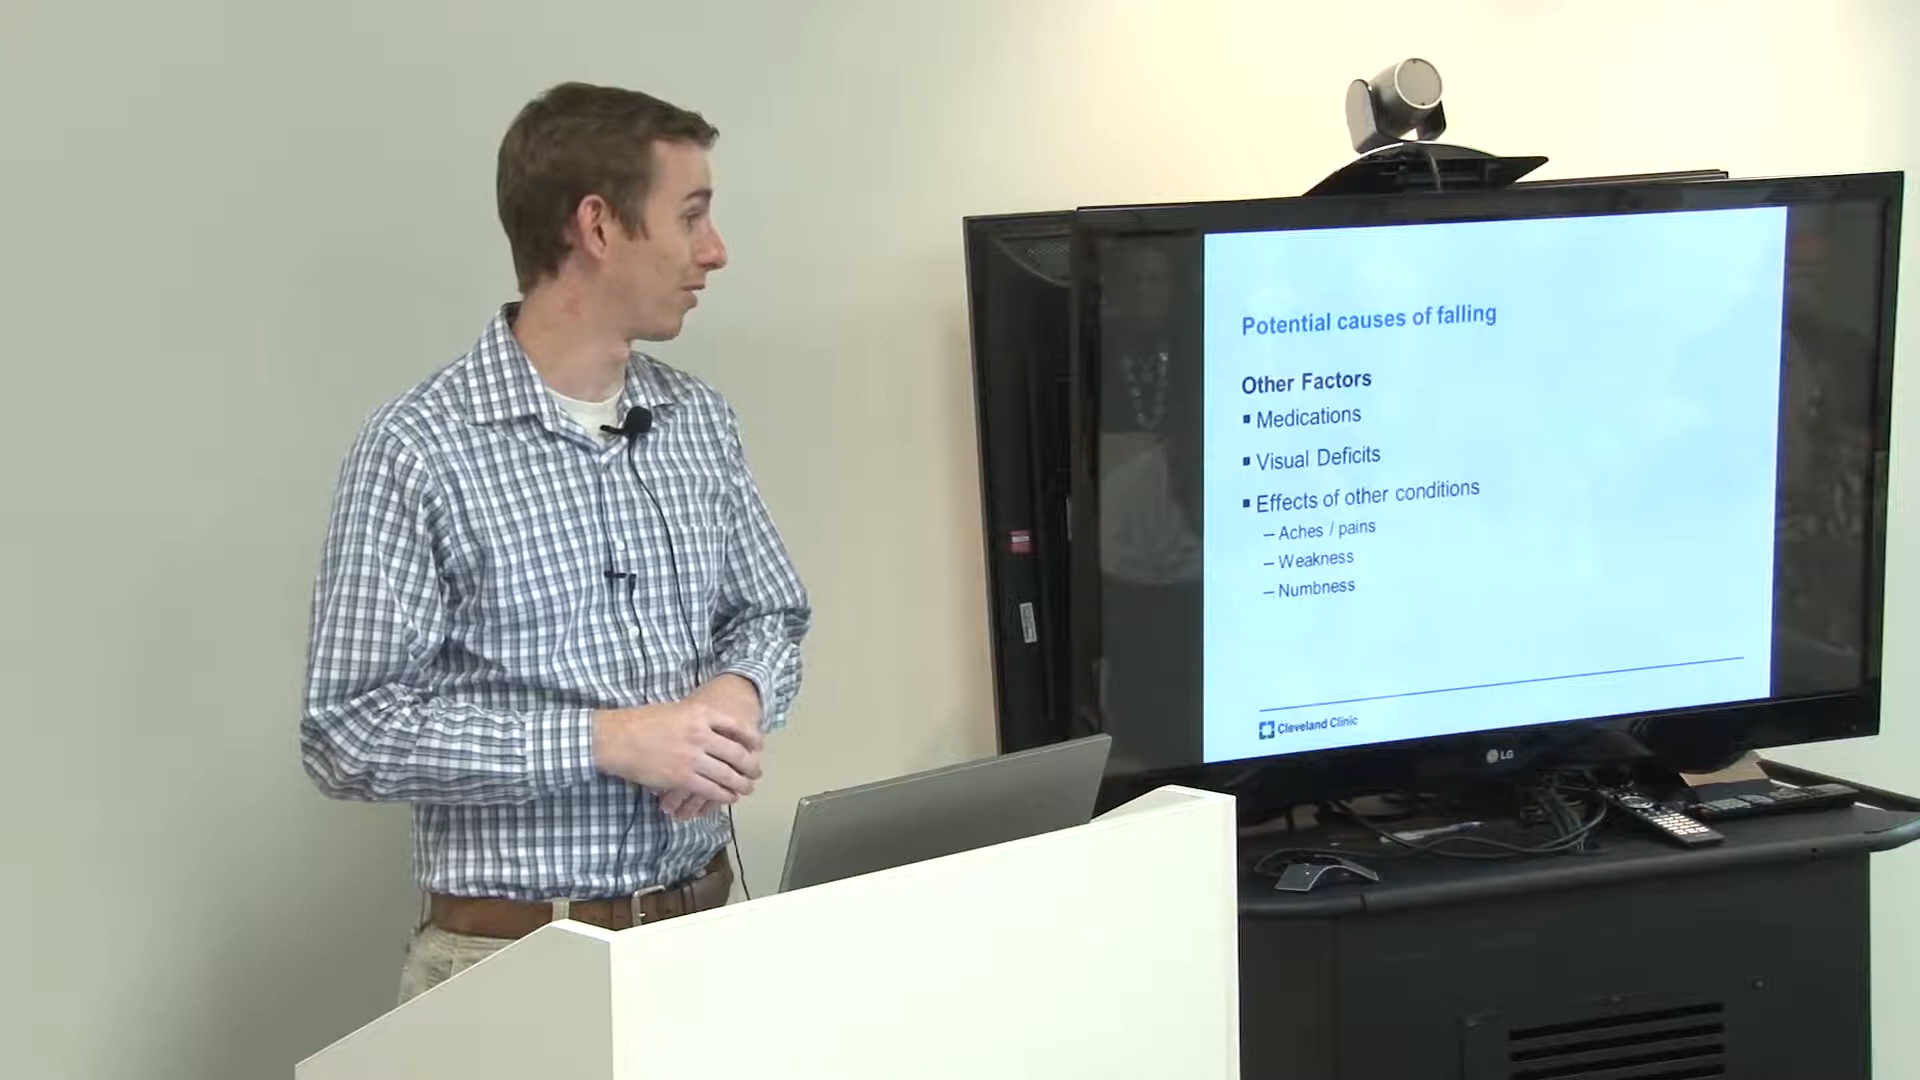 Potential causes of falling
Other Factors
▪ Medications
▪ Visual Deficits
▪ Effects of other conditions
– Aches / pains
– Weakness
– Numbness
Cleveland Clinic
LG